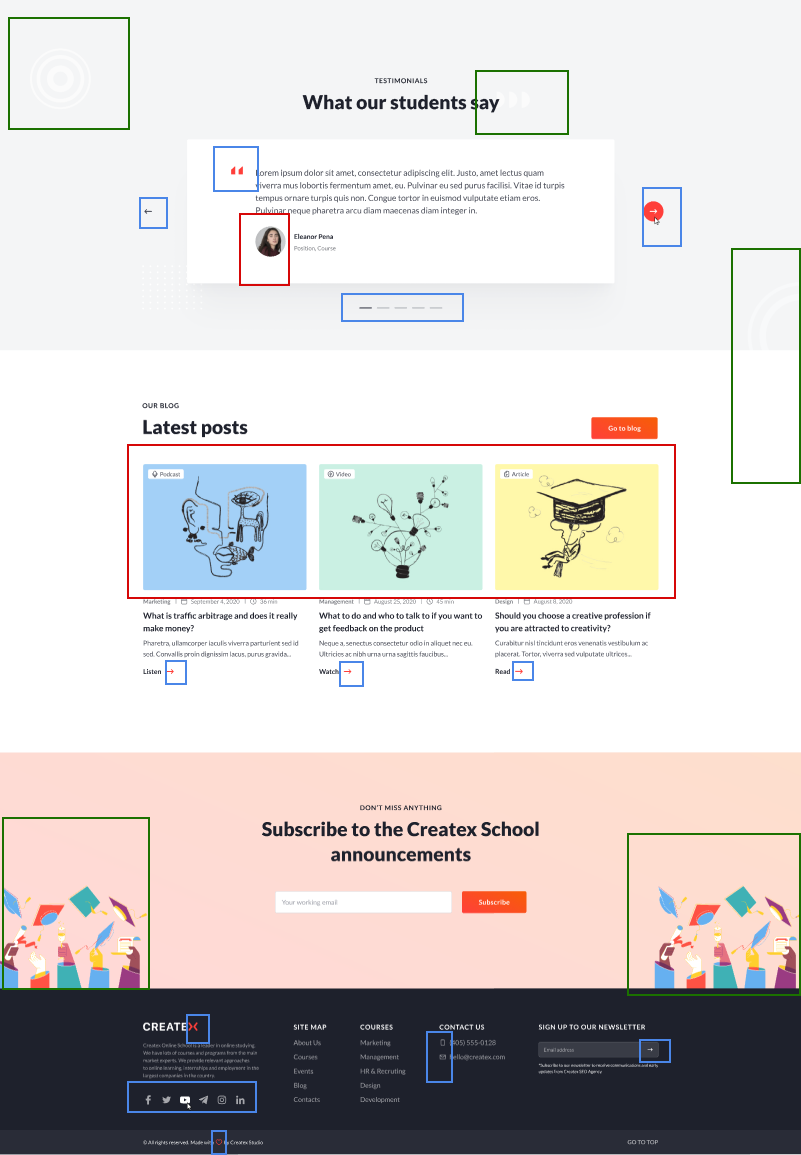 TESTIMONIALS
What our students say
Lorem ipsum dolor sit amet, consectetur adipiscing elit. Justo, amet lectus quam
viverra mus lobortis fermentum amet, eu. Pulvinar eu sed purus facilisi. Vitae id turpis
tempus ornare turpis quis non. Congue tortor in euismod vulputate etiam eros.
Pulvinar neque pharetra arcu diam maecenas diam integer in.
Eleanor Pena
Position, Course
OUR BLOG
Latest posts
Go to blog
Podcast
Marketing | September 4, 2020 | 36 min
What is traffic arbitrage and does it really
make money?
Pharetra, ullamcorper iaculis viverra parturient sed id
sed. Convallis proin dignissim lacus, purus gravida...
Listen
Video
Management | August 25, 2020 | 45 min
What to do and who to talk to if you want to
get feedback on the product
Neque a, senectus consectetur odio in aliquet nec eu.
Ultricies ac nibh urna urna sagittis faucibus...
Watch
Article
Design | August 8, 2020
Should you choose a creative profession if
you are attracted to creativity?
Curabitur nisl tincidunt eros venenatis vestibulum ac
placerat. Tortor, viverra sed vulputate ultrices...
Read
DON'T MISS ANYTHING
Subscribe to the Createx School
announcements
Your working email
Subscribe
CREATEX
Createx Online School is a leader in online studying.
We have lots of courses and programs from the main
market experts. We provide relevant approaches
to online learning, internships and employment in the
largest companies in the country.
SITE MAP
About Us
Courses
Events
Blog
Contacts
COURSES
Marketing
Management
HR & Recruting
Design
Development
CONTACT US
(405) 555-0128
hello@createx.com
SIGN UP TO OUR NEWSLETTER
Email address
*Subscribe to our newsletter to receive communications and early
updates from Createx SEO Agency.
© All rights reserved. Made with
by Createx Studio
GO TO TOP